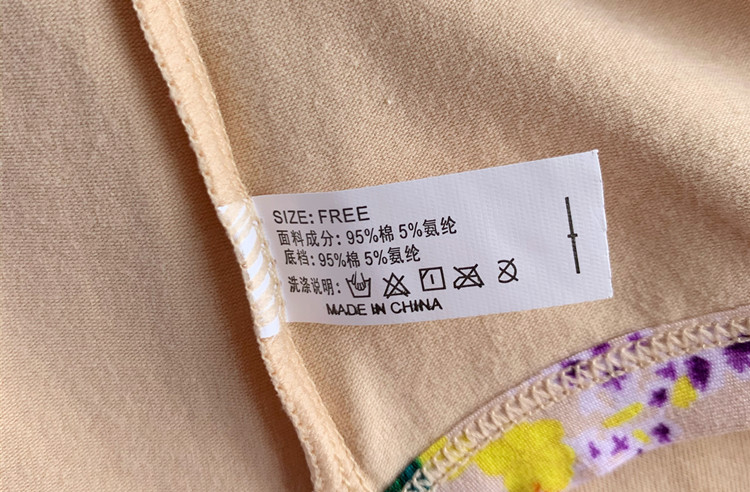 SIZE: FREE
面料成分: 95%棉 5%氨纶
底档: 95%棉 5%氨纶
洗涤说明:
MADE IN CHINA